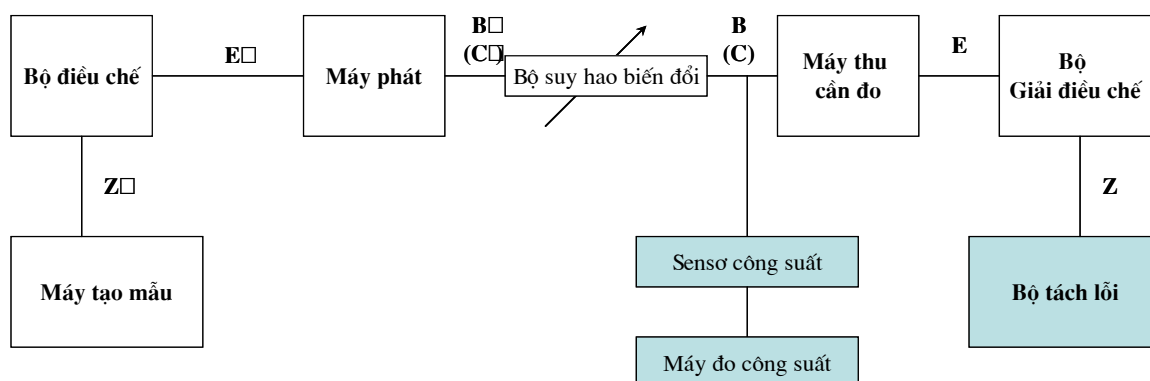 Bộ điều chế
E□
Máy phát
B□
(C□)
Bộ suy hao biến đổi
B
(C)
Máy thu
cần đo
E
Bộ
Giải điều chế
Z□
Z
Máy tạo mẫu
Sensơ công suất
Bộ tách lỗi
Máy đo công suất